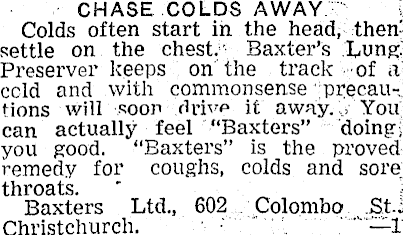 CHASE COLDS AWAY
Colds often start in the head, then
settle on the chest. Baxter's Lung
Preserver keeps on the track of a
cold and with commonsense precau-
tions will soon drive it away. You
can actually feel "Baxters" doing
you good. "Baxters" is the proved
remedy for coughs, colds and sore
throats.
Baxters Ltd., 602 Colombo St.,
Christchurch. —1